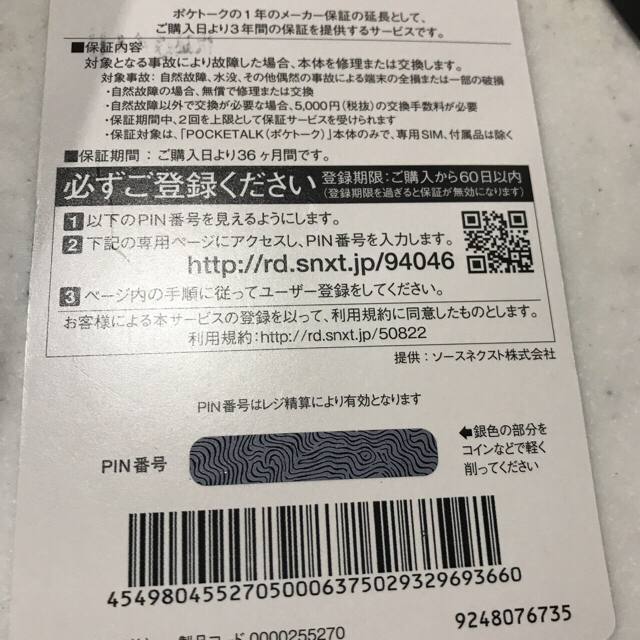 ポケトークの1年のメーカー保証の延長として、
ご購入日より3年間の保証を提供するサービスです。
■保証内容
対象となる事故により故障した場合、本体を修理または交換します。
対象事故：自然故障、水没、その他偶然の事故による端末の全損または一部の破損
・自然故障の場合、無償で修理または交換
・自然故障以外で交換が必要な場合、5,000円(税抜)の交換手数料が必要
・保証期間中、2回を上限として保証サービスを受けられます
・保証対象は、「POCKETALK(ポケトーク)」本体のみで、専用SIM、付属品は除く
■保証期間：ご購入日より36ヶ月間です。
必ずご登録ください 登録期限：ご購入から60日以内
(登録期限を過ぎると保証が無効になります)
1 以下のPIN番号を見えるようにします。
2 下記の専用ページにアクセスし、PIN番号を入力します。
http://rd.snxt.jp/94046
3 ページ内の手順に従ってユーザー登録をしてください。
お客様による本サービスの登録を以って、利用規約に同意したものとします。
利用規約：http://rd.snxt.jp/50822
提供：ソースネクスト株式会社
PIN番号はレジ精算により有効となります
PIN番号
←銀色の部分を
コインなどで軽く
削ってください
4549804552705000637502932969366​0
9248076735
製品コード 0000255270